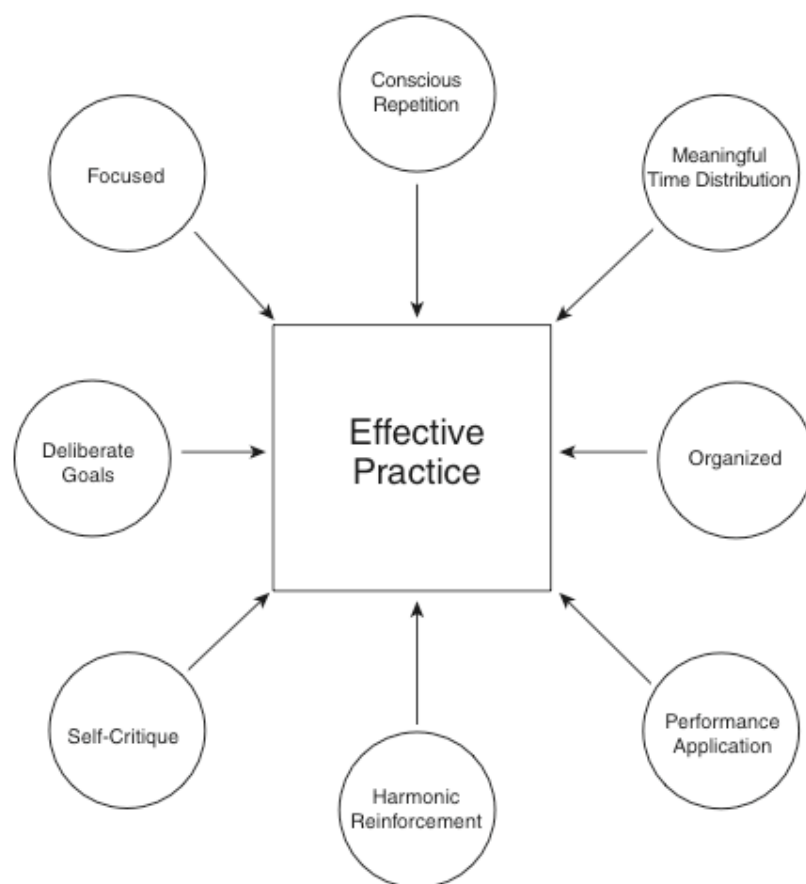 Conscious
Repetition
Meaningful
Time Distribution
Focused
Effective
Practice
Deliberate
Goals
Organized
Self-Critique
Performance
Application
Harmonic
Reinforcement